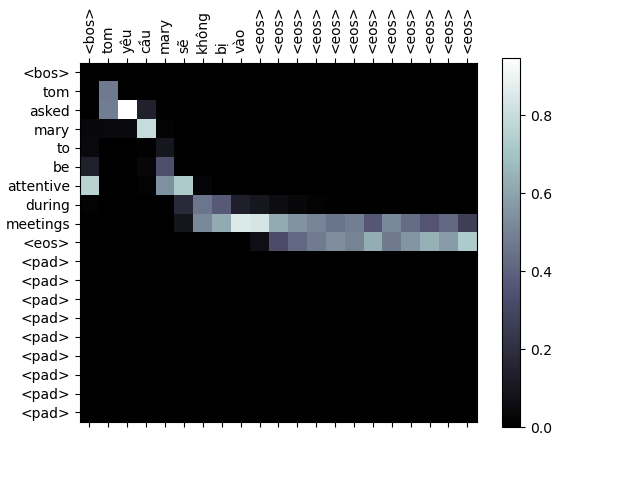 <bos> tom yêu cầu mary sẽ không bị vào <eos> <eos> <eos> <eos> <eos> <eos> <eos> <eos> <eos> <eos> <eos> <eos>
<bos>
tom
asked
mary
to
be
attentive
during
meetings
<eos>
<pad>
<pad>
<pad>
<pad>
<pad>
<pad>
<pad>
<pad>
<pad>
0.8
0.6
0.4
0.2
0.0